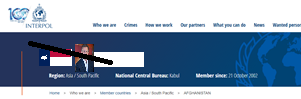 100 INTERPOL
Who we are Crimes How we work Our partners What you can do News Wanted perso
Region: Asia / South Pacific National Central Bureau: Kabul Member since: 21 October 2002
Home > Who we are > Member countries > Asia / South Pacific > AFGHANISTAN